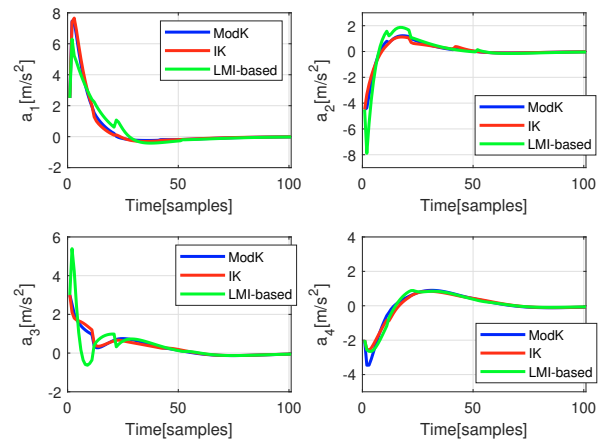 8
6
4
2
0
-2
a1[m/s2]
ModK
IK
LMI-based
0 50 100
Time[samples]
2
0
-2
-4
-6
-8
a2[m/s2]
ModK
IK
LMI-based
0 50 100
Time[samples]
6
4
2
0
-2
a3[m/s2]
ModK
IK
LMI-based
0 50 100
Time[samples]
4
2
0
-2
-4
a4[m/s2]
ModK
IK
LMI-based
0 50 100
Time[samples]